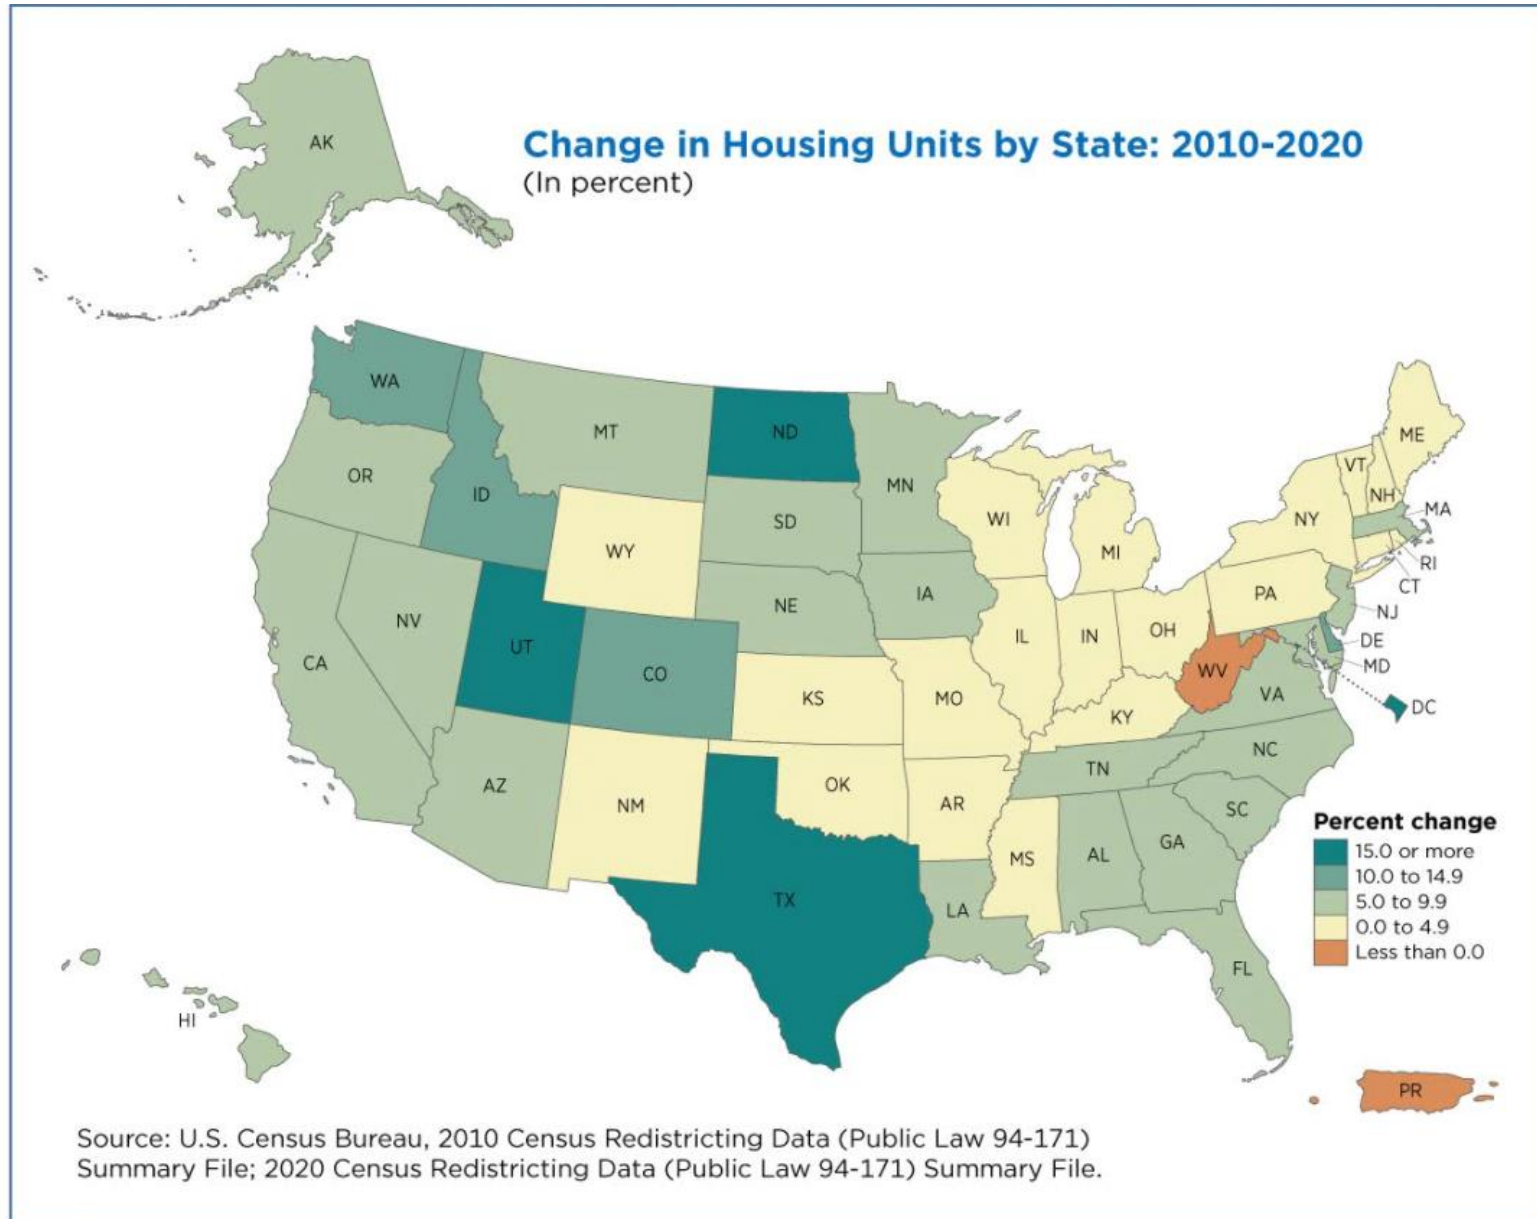 Change in Housing Units by State: 2010-2020
(In percent)
AK
WA
MT
ND
MN
ME
OR
ID
VT
NH
SD
WI
NY
MA
WY
MI
RI
CT
NE
IA
PA
NJ
NV
UT
IL
IN
OH
DE
CA
CO
MD
WV
KS
MO
VA
DC
KY
NC
TN
AZ
NM
OK
AR
SC
MS
AL
GA
TX
LA
FL
HI
PR
Percent change
15.0 or more
10.0 to 14.9
5.0 to 9.9
0.0 to 4.9
Less than 0.0
Source: U.S. Census Bureau, 2010 Census Redistricting Data (Public Law 94-171)
Summary File; 2020 Census Redistricting Data (Public Law 94-171) Summary File.